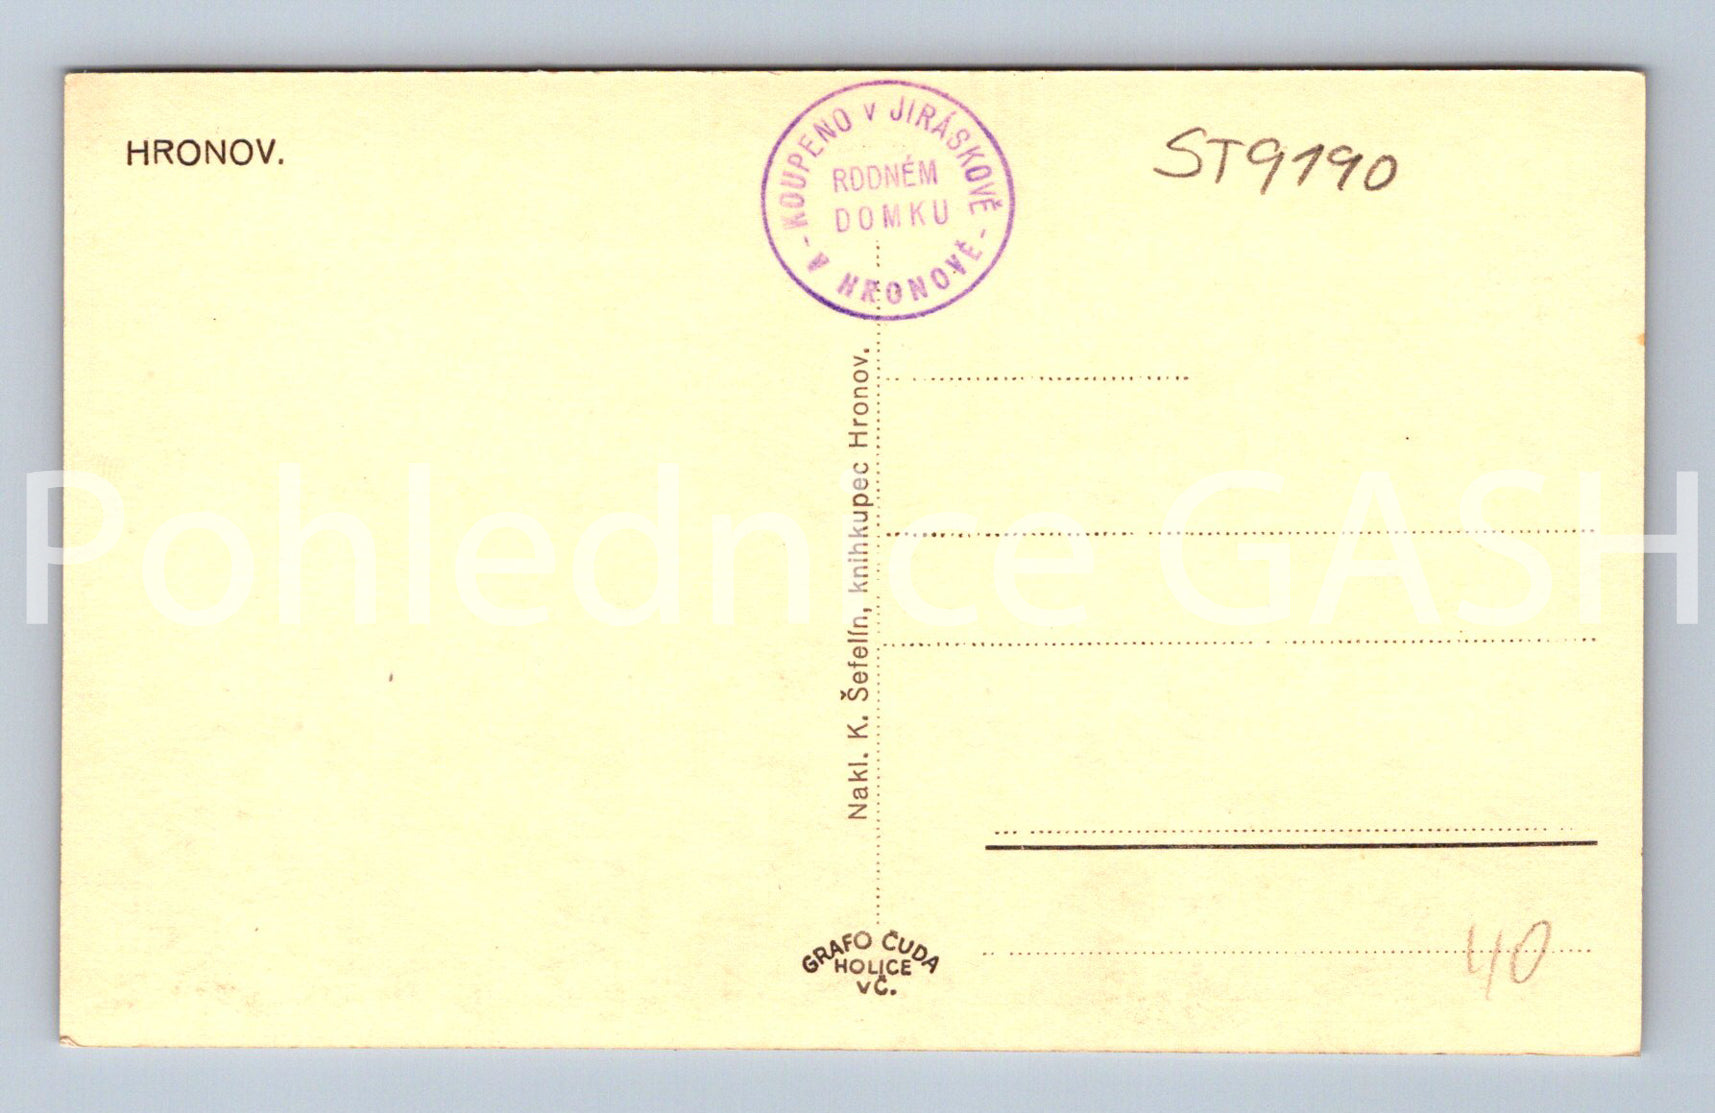 HRONOV.
KOUPENO V JIRÁSKOVĚ
RODNÉM
DOMKU
- V HRONOVĚ -
ST9190
Nakl. K. Šefelín, knihkupec Hronov.
Pohlednice GASH
GRAFO ČUDA
HOLICE
VČ.
40